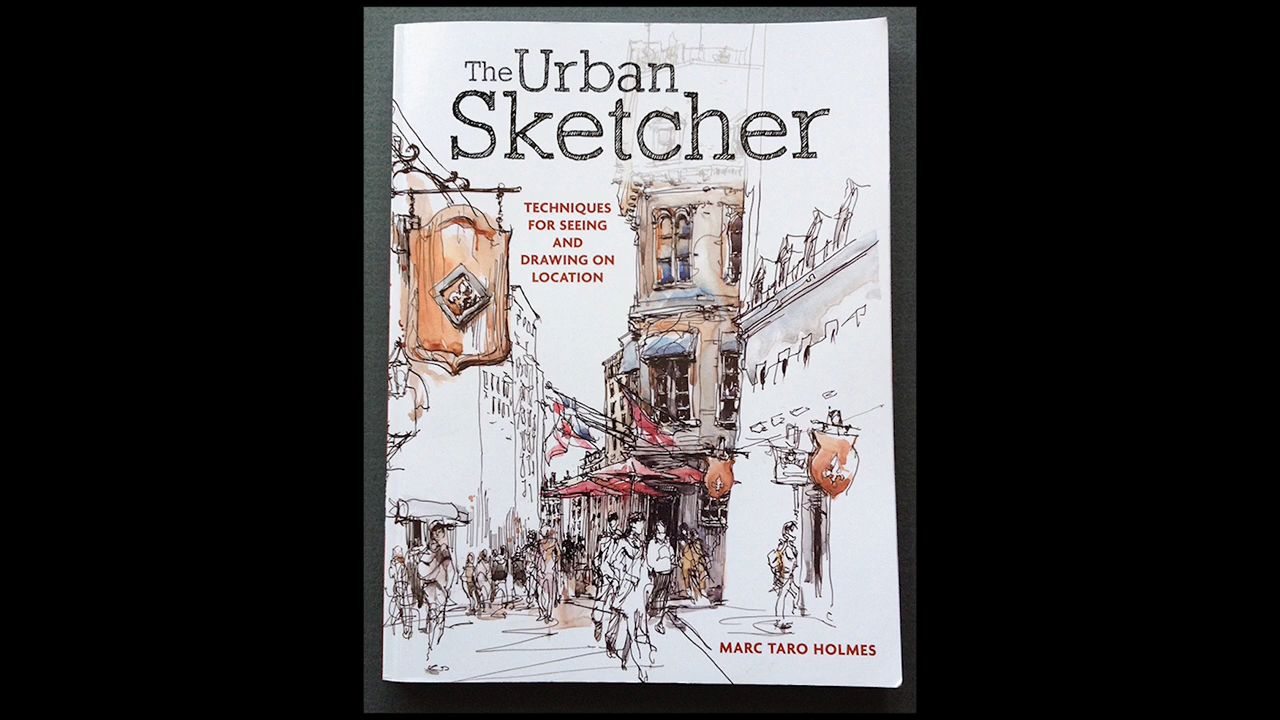 The Urban
Sketcher
TECHNIQUES
FOR SEEING
AND
DRAWING ON
LOCATION
MARC TARO HOLMES